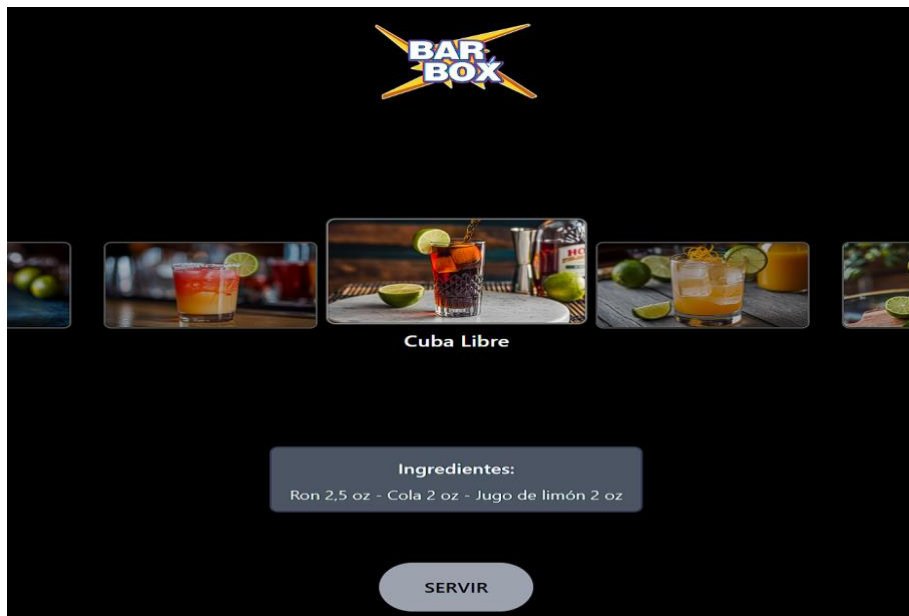 BAR
BOX
Cuba Libre
Ingredientes:
Ron 2,5 oz - Cola 2 oz - Jugo de limón 2 oz
SERVIR